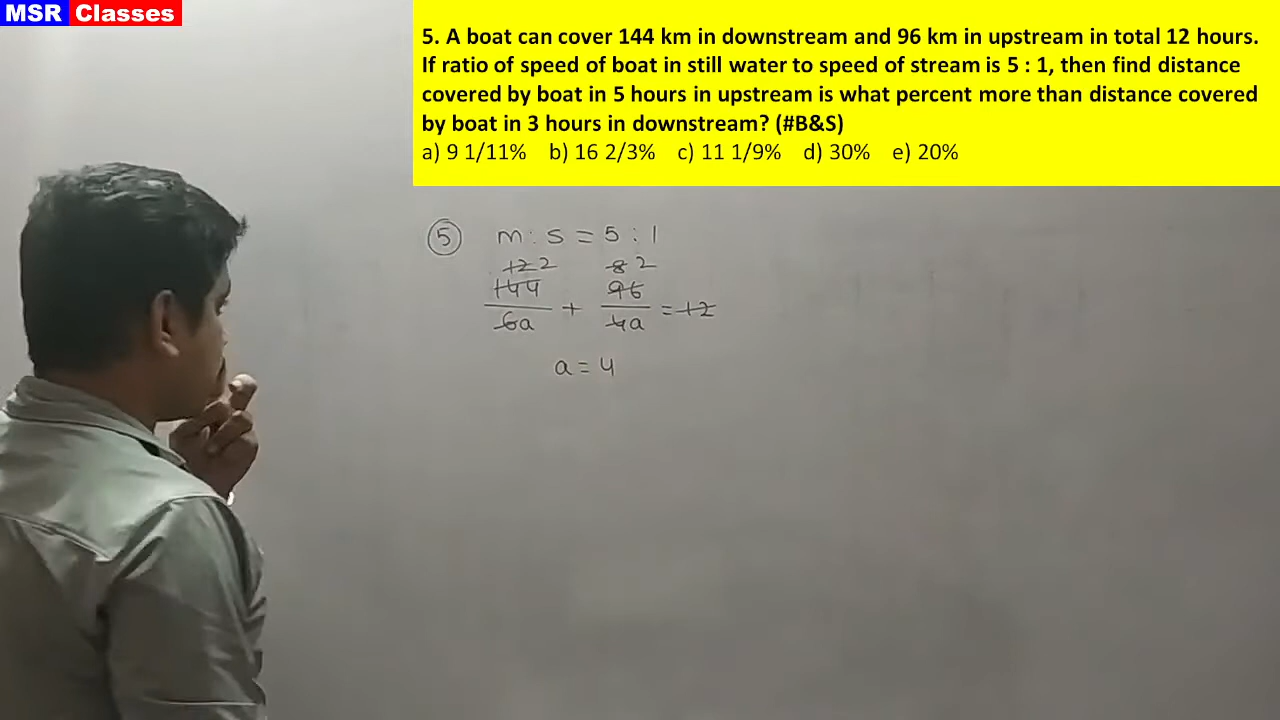 MSR Classes
5. A boat can cover 144 km in downstream and 96 km in upstream in total 12 hours.
If ratio of speed of boat in still water to speed of stream is 5 : 1, then find distance
covered by boat in 5 hours in upstream is what percent more than distance covered
by boat in 3 hours in downstream? (#B&S)
a) 9 1/11% b) 16 2/3% c) 11 1/9% d) 30% e) 20%
5 m : s = 5 : 1
12 2 8 2
144 96
+ = 12
6a 4a
a = 4